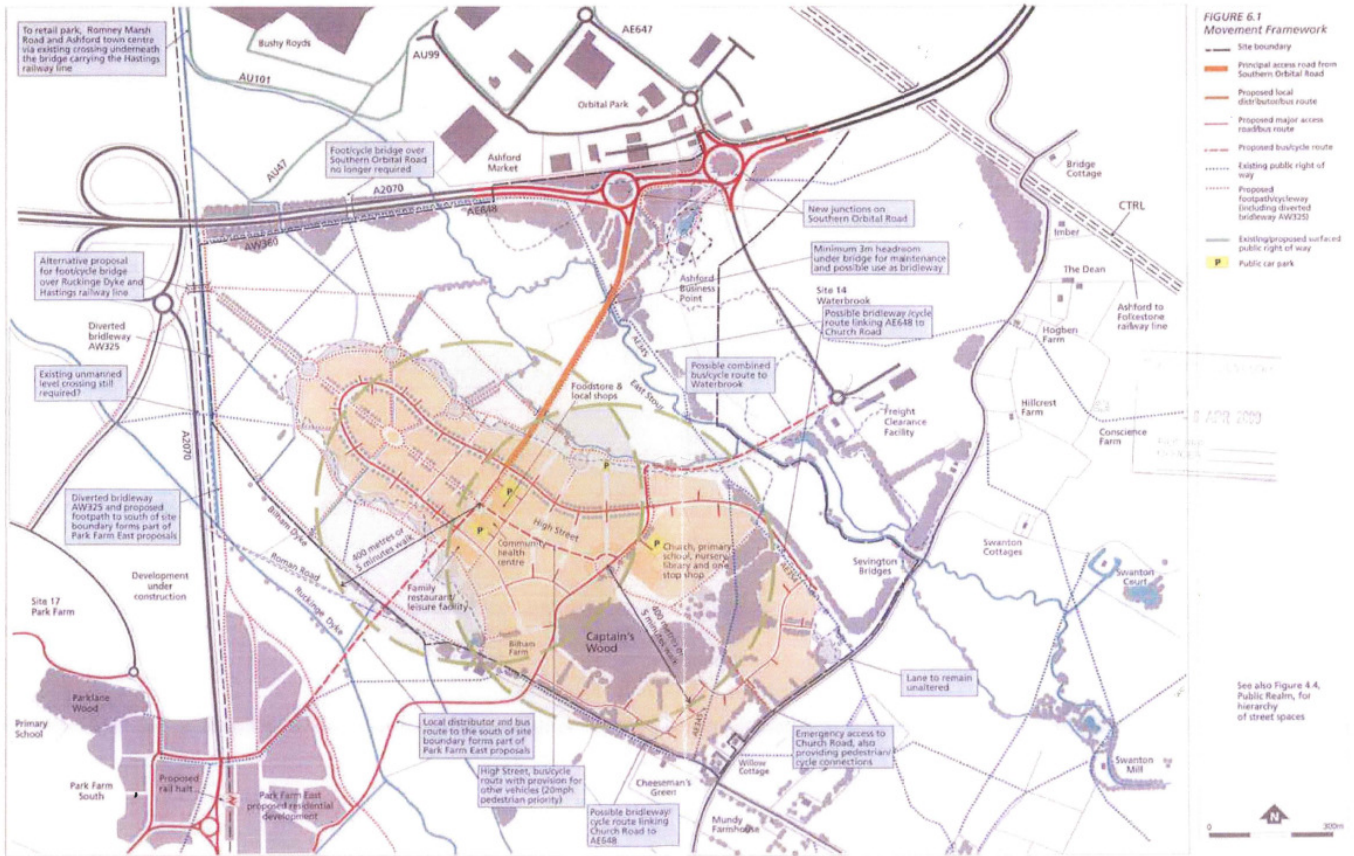 To retail park, Romney Marsh
Road and Ashford town centre
via existing crossing underneath
the bridge carrying the Hastings
railway line
Bushy Royds
AU101
AU99
AE647
Orbital Park
AU47
Foot/cycle bridge over
Southern Orbital Road
no longer required
Ashford
Market
A2070
AE648
AW360
New junctions on
Southern Orbital Road
Bridge
Cottage
CTRL
Imber
The Dean
Hogben
Farm
Ashford to
Folkestone
railway line
Alternative proposal
for foot/cycle bridge
over Ruckinge Dyke and
Hastings railway line
Minimum 3m headroom
under bridge for maintenance
and possible use as bridleway
Ashford
Business
Point
Site 14
Waterbrook
Possible bridleway /cycle
route linking AE648 to
Church Road
Diverted
bridleway
AW325
Existing unmanned
level crossing still
required?
AE345
East Stour
Possible combined
bus/cycle route to
Waterbrook
Foodstore &
local shops
Freight
Clearance
Facility
Hillcrest
Farm
Conscience
Farm
APR 2000
A2070
P
P
P
P
Diverted bridleway
AW325 and proposed
footpath to south of site
boundary forms part of
Park Farm East proposals
Bilham Dyke
400 metres or
5 minutes walk
High Street
Community
health
centre
Church, primary
school, nursery,
library and one
stop shop
Swanton
Cottages
Sevington
Bridges
Swanton
Court
Roman Road
Ruckinge Dyke
Development
under
construction
Site 17
Park Farm
Family
restaurant/
leisure facility
Bilham
Farm
Captain's
Wood
400 metres or
5 minutes walk
Lane to remain
unaltered
Parklane
Wood
Primary
School
Park Farm
South
Proposed
rail halt
Park Farm East
proposed residential
development
Local distributor and bus
route to the south of site
boundary forms part of
Park Farm East proposals
High Street, bus/cycle
route with provision for
other vehicles (20mph
pedestrian priority)
Cheeseman's
Green
Willow
Cottage
Emergency access to
Church Road, also
providing pedestrian/
cycle connections
Possible bridleway/
cycle route linking
Church Road to
AE648
Mundy
Farmhouse
Swanton
Mill
FIGURE 6.1
Movement Framework
Site boundary
Principal access road from
Southern Orbital Road
Proposed local
distributor/bus route
Proposed major access
road/bus route
Proposed bus/cycle route
Existing public right of
way
Proposed
footpath/cycleway
(including diverted
bridleway AW325)
Existing/proposed surfaced
public right of way
P Public car park
See also Figure 4.4,
Public Realm, for
hierarchy
of street spaces
N
0 300m